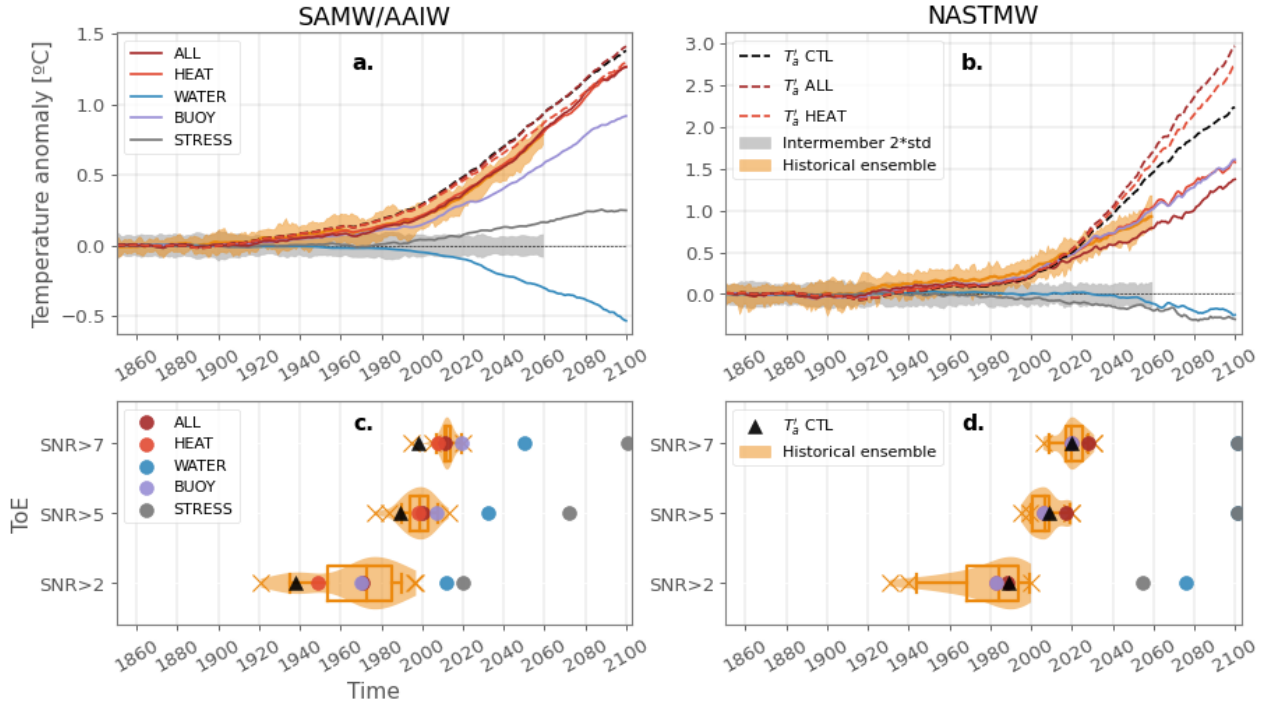 SAMW/AAIW
NASTMW
Temperature anomaly [ºC]
1.5
1.0
0.5
0.0
−0.5
ALL
HEAT
WATER
BUOY
STRESS
a.
1860 1880 1900 1920 1940 1960 1980 2000 2020 2040 2060 2080 2100
3.0
2.5
2.0
1.5
1.0
0.5
0.0
T'a CTL
T'a ALL
T'a HEAT
Intermember 2*std
Historical ensemble
b.
1860 1880 1900 1920 1940 1960 1980 2000 2020 2040 2060 2080 2100
ToE
SNR>7
SNR>5
SNR>2
ALL
HEAT
WATER
BUOY
STRESS
c.
1860 1880 1900 1920 1940 1960 1980 2000 2020 2040 2060 2080 2100
Time
SNR>7
SNR>5
SNR>2
T'a CTL
Historical ensemble
d.
1860 1880 1900 1920 1940 1960 1980 2000 2020 2040 2060 2080 2100